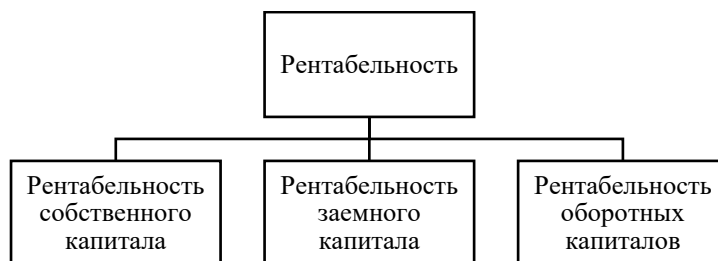 Рентабельность
Рентабельность
собственного
капитала
Рентабельность
заемного
капитала
Рентабельность
оборотных
капиталов